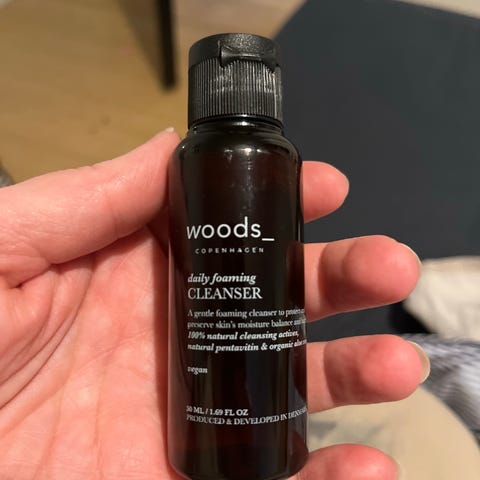 woods_
COPENHAGEN
daily foaming
CLEANSER
A gentle foaming cleanser to
preserve skin's moisture balance
100% natural cleansing actives,
natural pentavitin & organic
vegan
50 ML / 1.69 FL OZ
PRODUCED & DEVELOPED IN